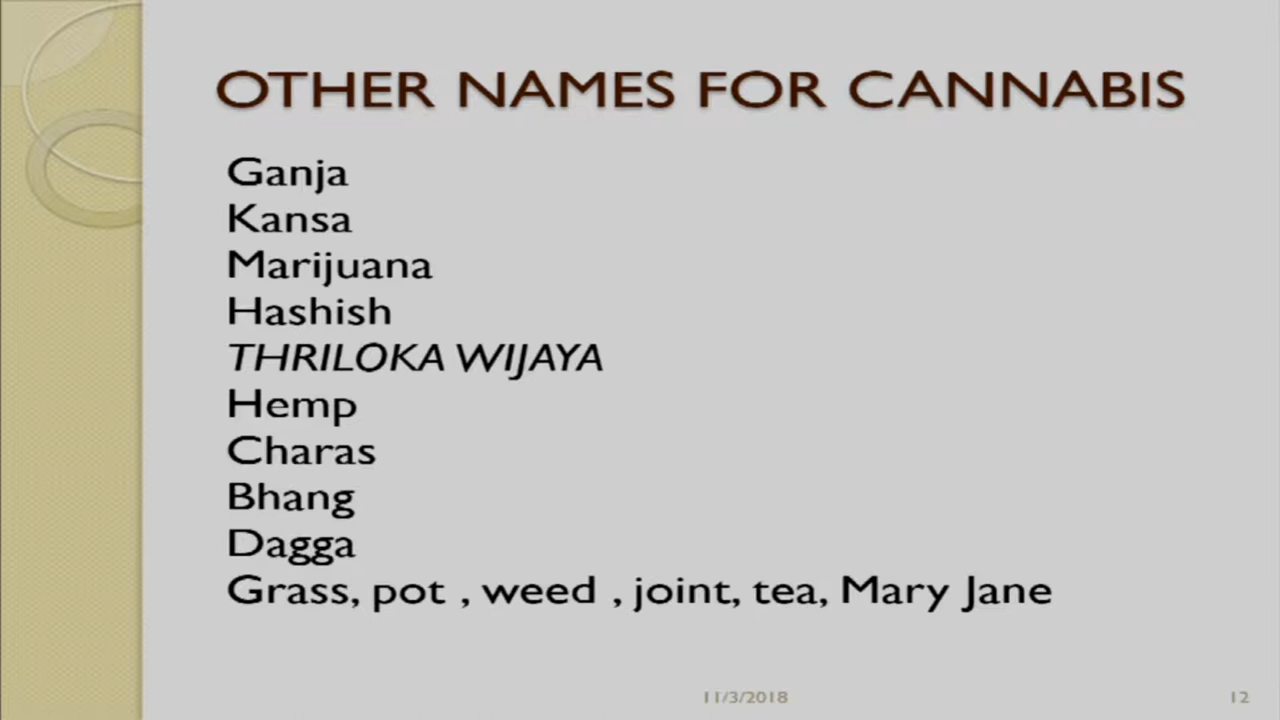 OTHER NAMES FOR CANNABIS
Ganja
Kansa
Marijuana
Hashish
THRILOKA WIJAYA
Hemp
Charas
Bhang
Dagga
Grass, pot , weed , joint, tea, Mary Jane
11/3/2018
12